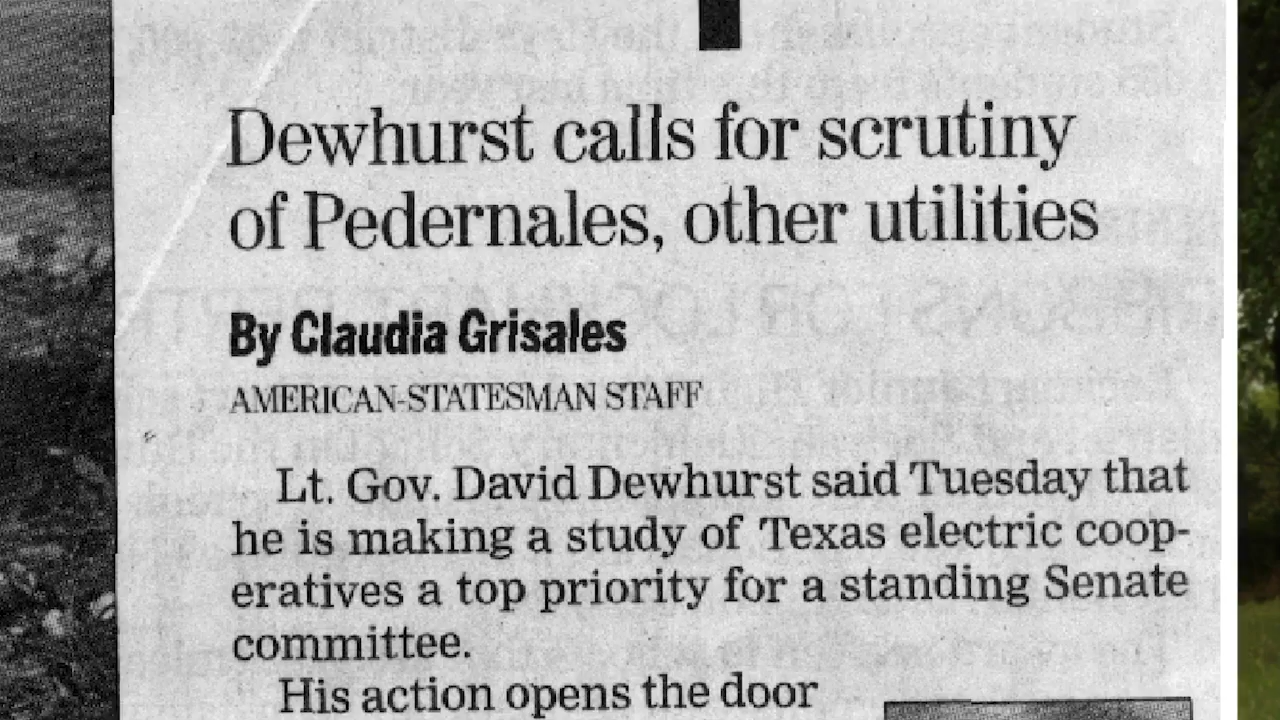 Dewhurst calls for scrutiny
of Pedernales, other utilities
By Claudia Grisales
AMERICAN-STATESMAN STAFF
Lt. Gov. David Dewhurst said Tuesday that
he is making a study of Texas electric coop-
eratives a top priority for a standing Senate
committee.
His action opens the door